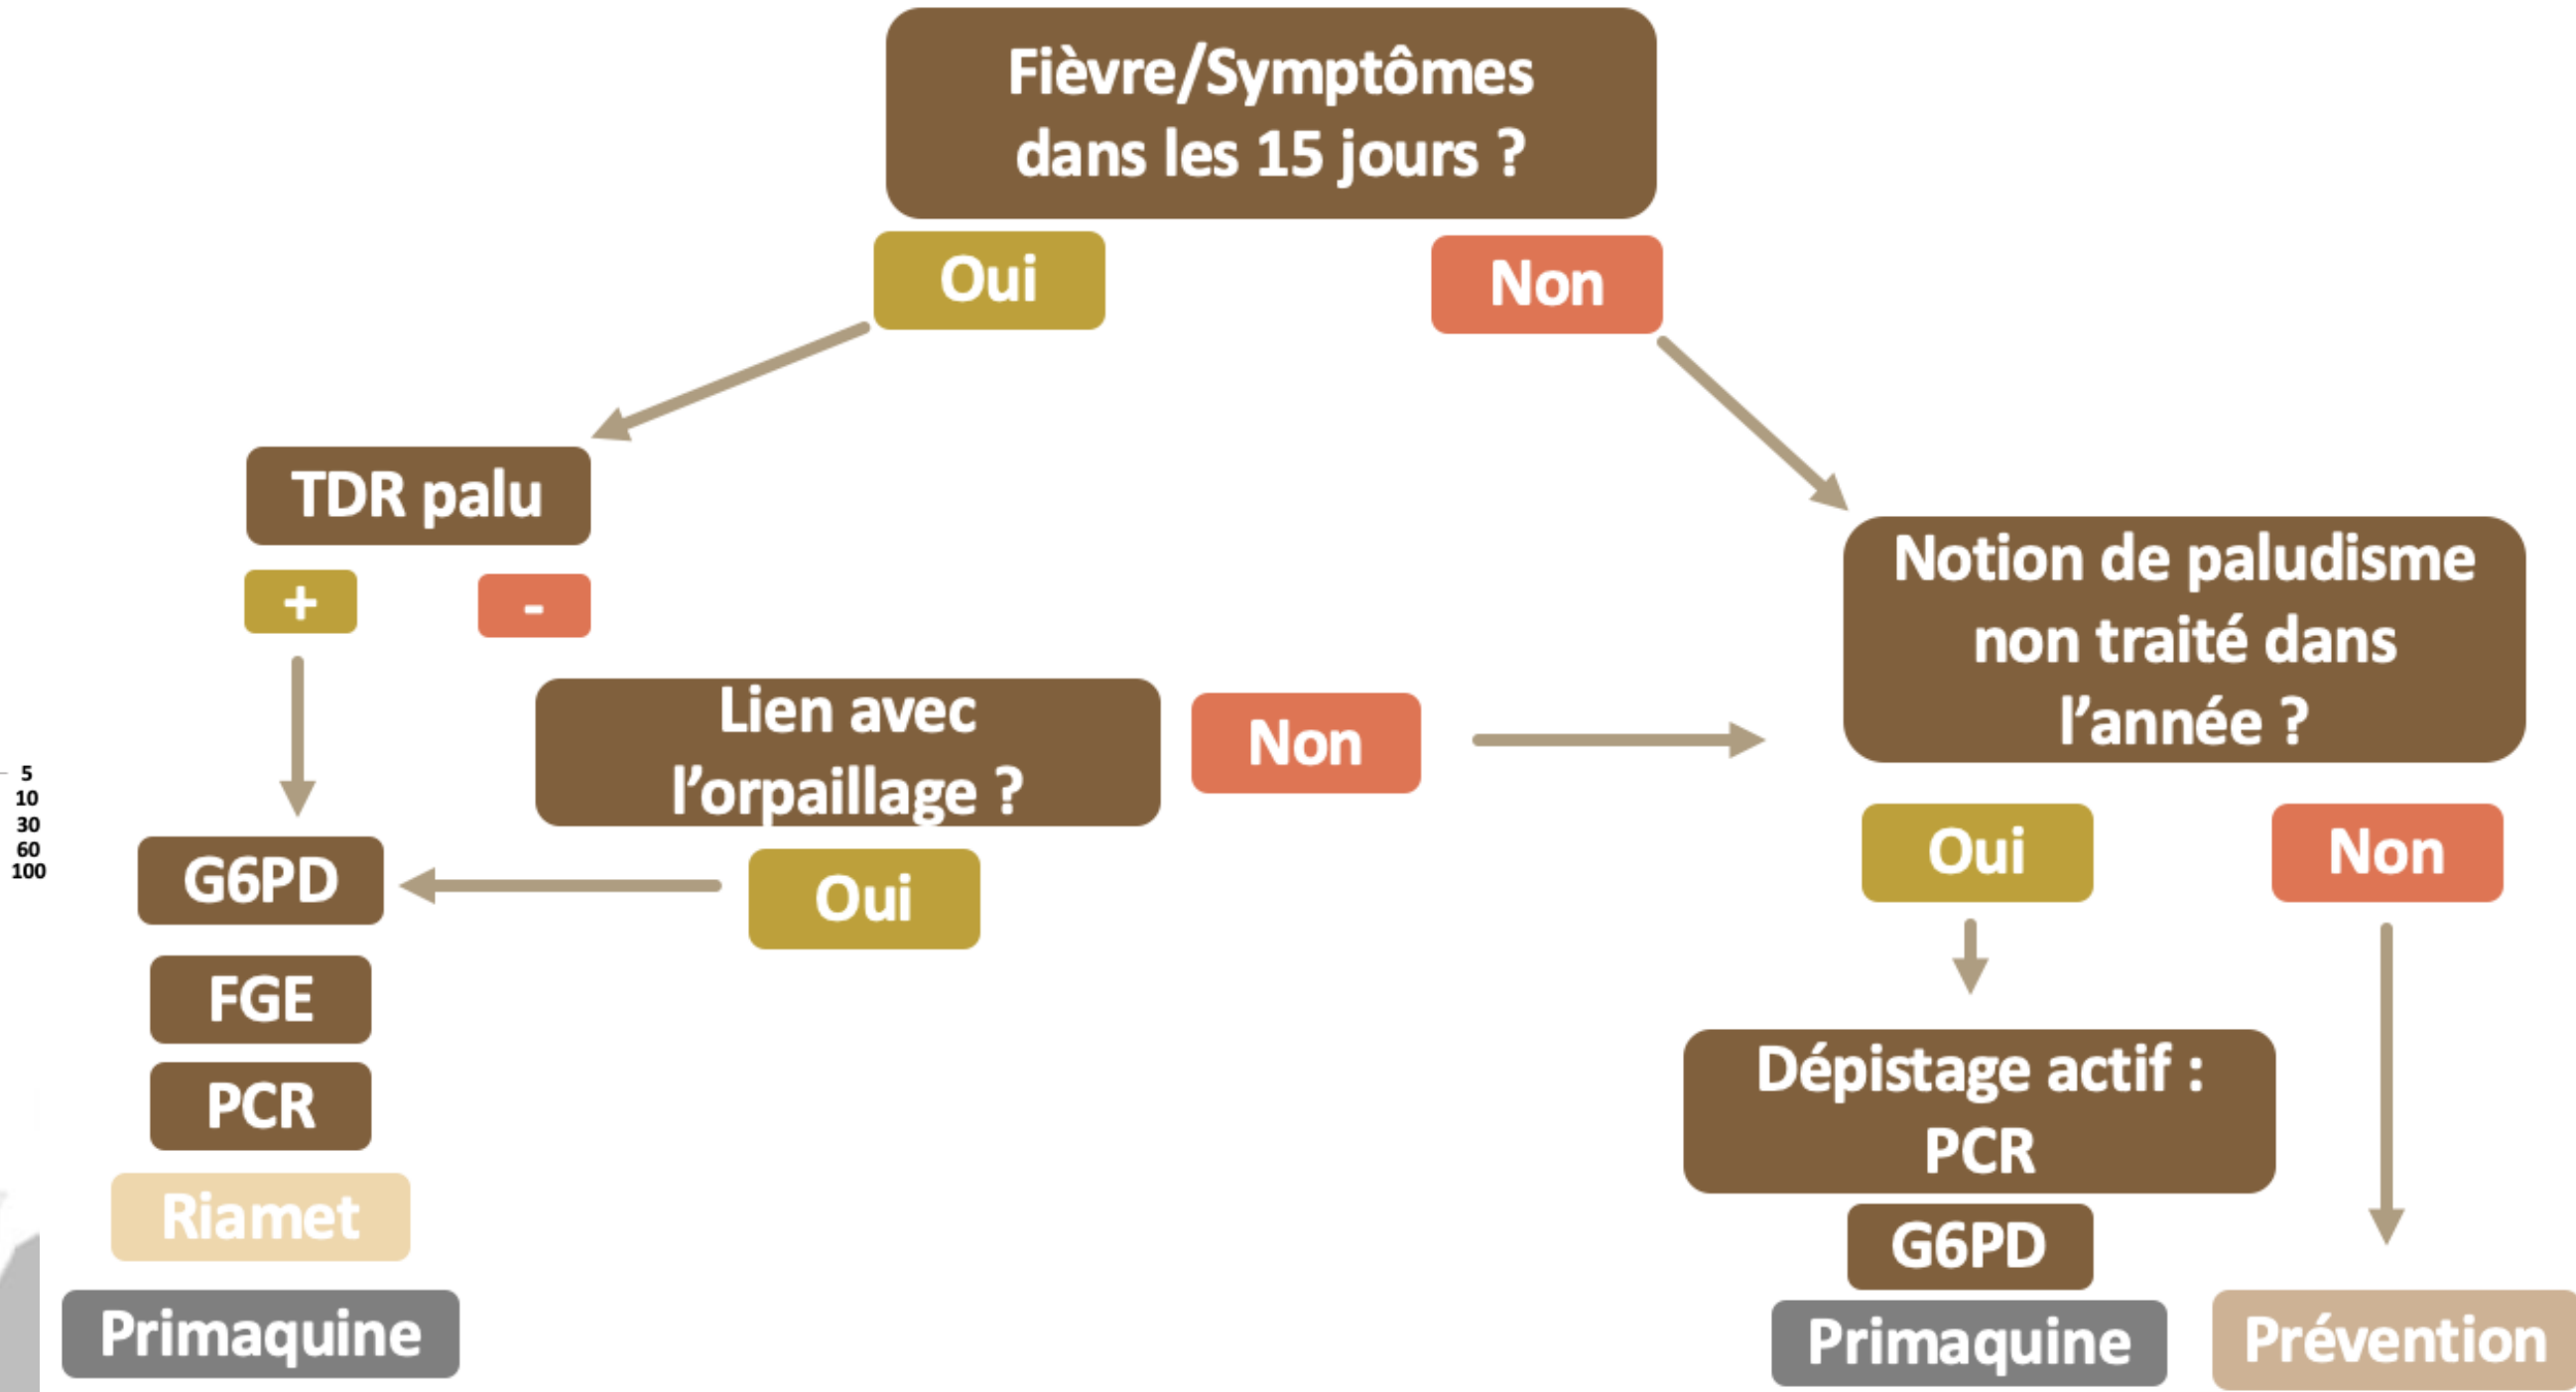 Fièvre/Symptômes
dans les 15 jours ?
Oui
Non
TDR palu
+
-
Notion de paludisme
non traité dans
l’année ?
Lien avec
l’orpaillage ?
Non
Oui
Oui
Non
5
10
30
60
100
G6PD
FGE
PCR
Riamet
Primaquine
Dépistage actif :
PCR
G6PD
Primaquine
Prévention